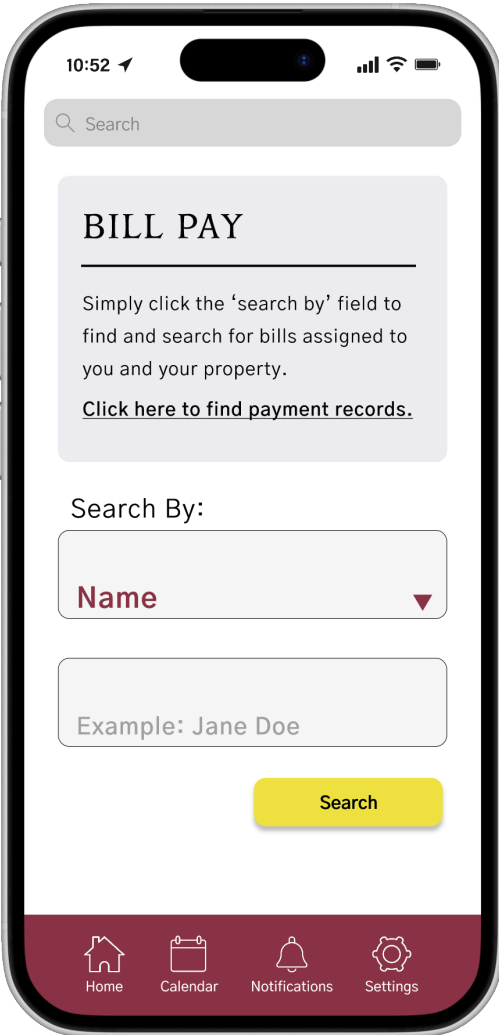 10:52
Search
BILL PAY
Simply click the ‘search by’ field to
find and search for bills assigned to
you and your property.
Click here to find payment records.
Search By:
Name
Example: Jane Doe
Search
Home Calendar Notifications Settings